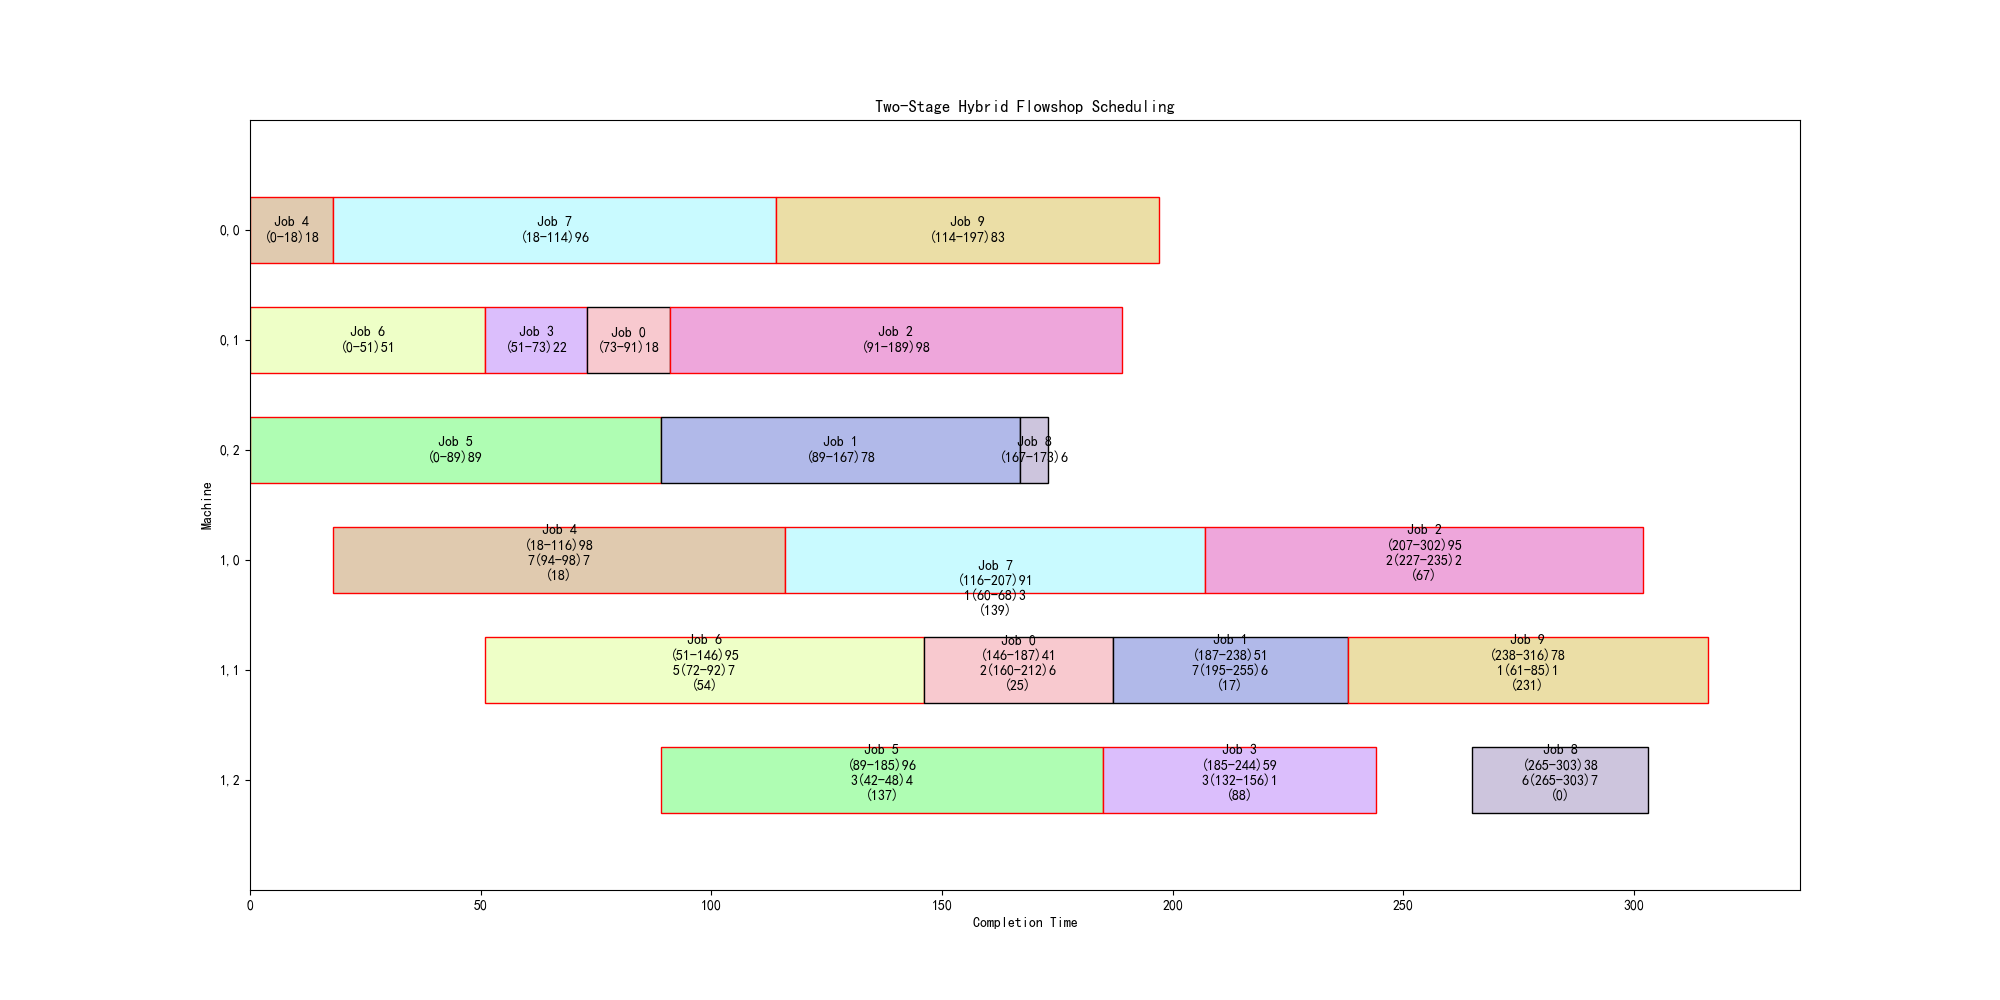 Two-Stage Hybrid Flowshop Scheduling
Machine
0,0
Job 4
(0-18)18
Job 7
(18-114)96
Job 9
(114-197)83
0,1
Job 6
(0-51)51
Job 3
(51-73)22
Job 0
(73-91)18
Job 2
(91-189)98
0,2
Job 5
(0-89)89
Job 1
(89-167)78
Job 8
(167-173)6
1,0
Job 4
(18-116)98
7(94-98)7
(18)
Job 7
(116-207)91
1(60-68)3
(139)
Job 2
(207-302)95
2(227-235)2
(67)
1,1
Job 6
(51-146)95
5(72-92)7
(54)
Job 0
(146-187)41
2(160-212)6
(25)
Job 1
(187-238)51
7(195-255)6
(17)
Job 9
(238-316)78
1(61-85)1
(231)
1,2
Job 5
(89-185)96
3(42-48)4
(137)
Job 3
(185-244)59
3(132-156)1
(88)
Job 8
(265-303)38
6(265-303)7
(0)
0 50 100 150 200 250 300
Completion Time